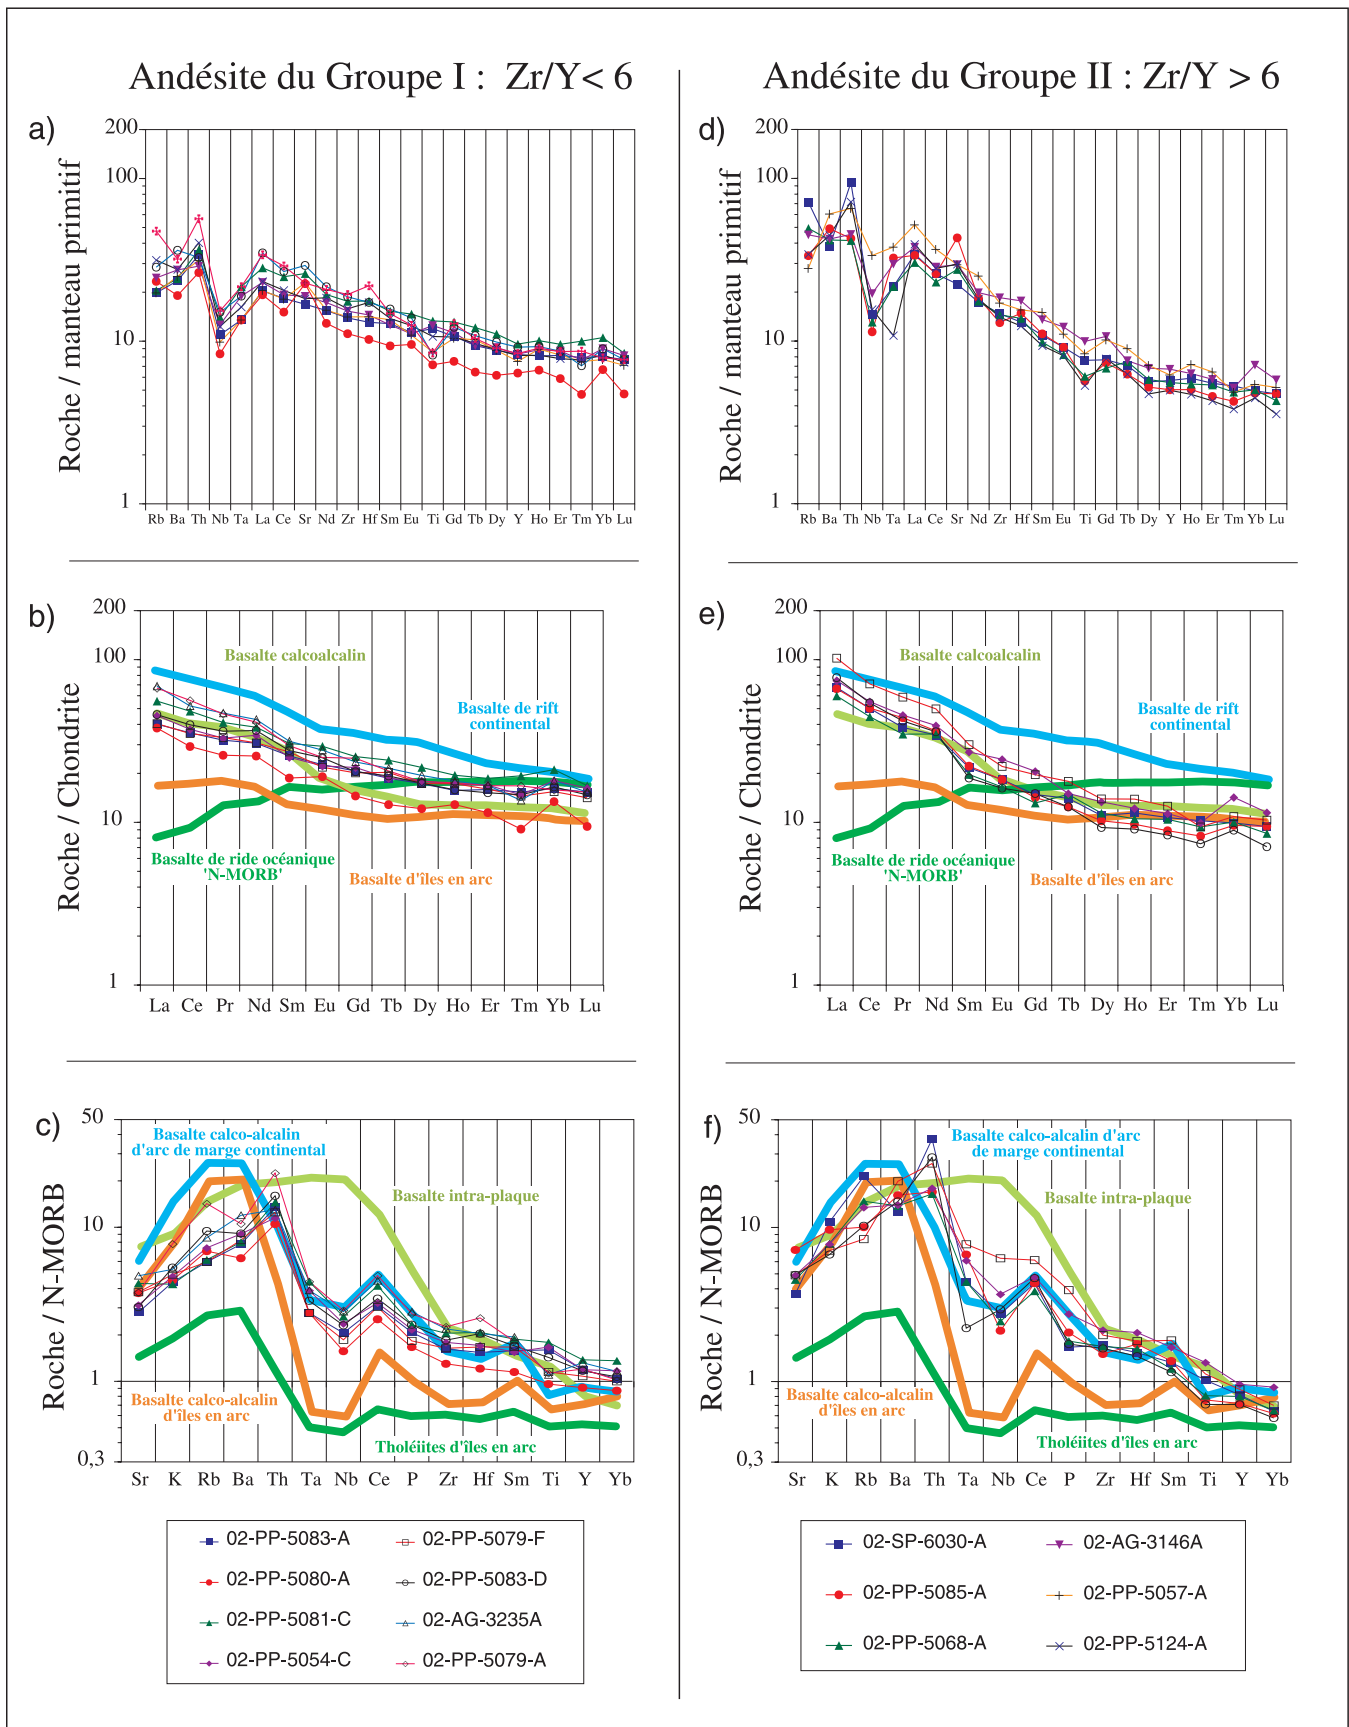 Andésite du Groupe I : Zr/Y< 6
a)
Roche / manteau primitif
200
100
10
1
Rb Ba Th Nb Ta La Ce Sr Nd Zr Hf Sm Eu Ti Gd Tb Dy Y Ho Er Tm Yb Lu
b)
Roche / Chondrite
200
100
10
1
Basalte calcoalcalin
Basalte de rift
continental
Basalte de ride océanique
'N-MORB'
Basalte d'îles en arc
La Ce Pr Nd Sm Eu Gd Tb Dy Ho Er Tm Yb Lu
c)
Roche / N-MORB
50
10
1
0,3
Basalte calco-alcalin
d'arc de marge continental
Basalte intra-plaque
Basalte calco-alcalin
d'îles en arc
Tholéiites d'îles en arc
Sr K Rb Ba Th Ta Nb Ce P Zr Hf Sm Ti Y Yb
02-PP-5083-A
02-PP-5079-F
02-PP-5080-A
02-PP-5083-D
02-PP-5081-C
02-AG-3235A
02-PP-5054-C
02-PP-5079-A
Andésite du Groupe II : Zr/Y > 6
d)
Roche / manteau primitif
200
100
10
1
Rb Ba Th Nb Ta La Ce Sr Nd Zr Hf Sm Eu Ti Gd Tb Dy Y Ho Er Tm Yb Lu
e)
Roche / Chondrite
200
100
10
1
Basalte calcoalcalin
Basalte de rift
continental
Basalte de ride océanique
'N-MORB'
Basalte d'îles en arc
La Ce Pr Nd Sm Eu Gd Tb Dy Ho Er Tm Yb Lu
f)
Roche / N-MORB
50
10
1
0,3
Basalte calco-alcalin d'arc
de marge continental
Basalte intra-plaque
Basalte calco-alcalin
d'îles en arc
Tholéiites d'îles en arc
Sr K Rb Ba Th Ta Nb Ce P Zr Hf Sm Ti Y Yb
02-SP-6030-A
02-AG-3146A
02-PP-5085-A
02-PP-5057-A
02-PP-5068-A
02-PP-5124-A